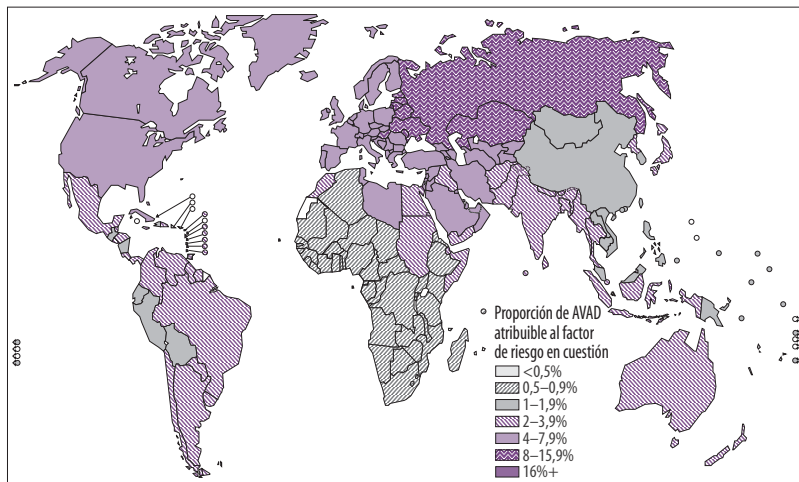 Proporción de AVAD
atribuible al factor
de riesgo en cuestión
<0,5%
0,5–0,9%
1–1,9%
2–3,9%
4–7,9%
8–15,9%
16%+